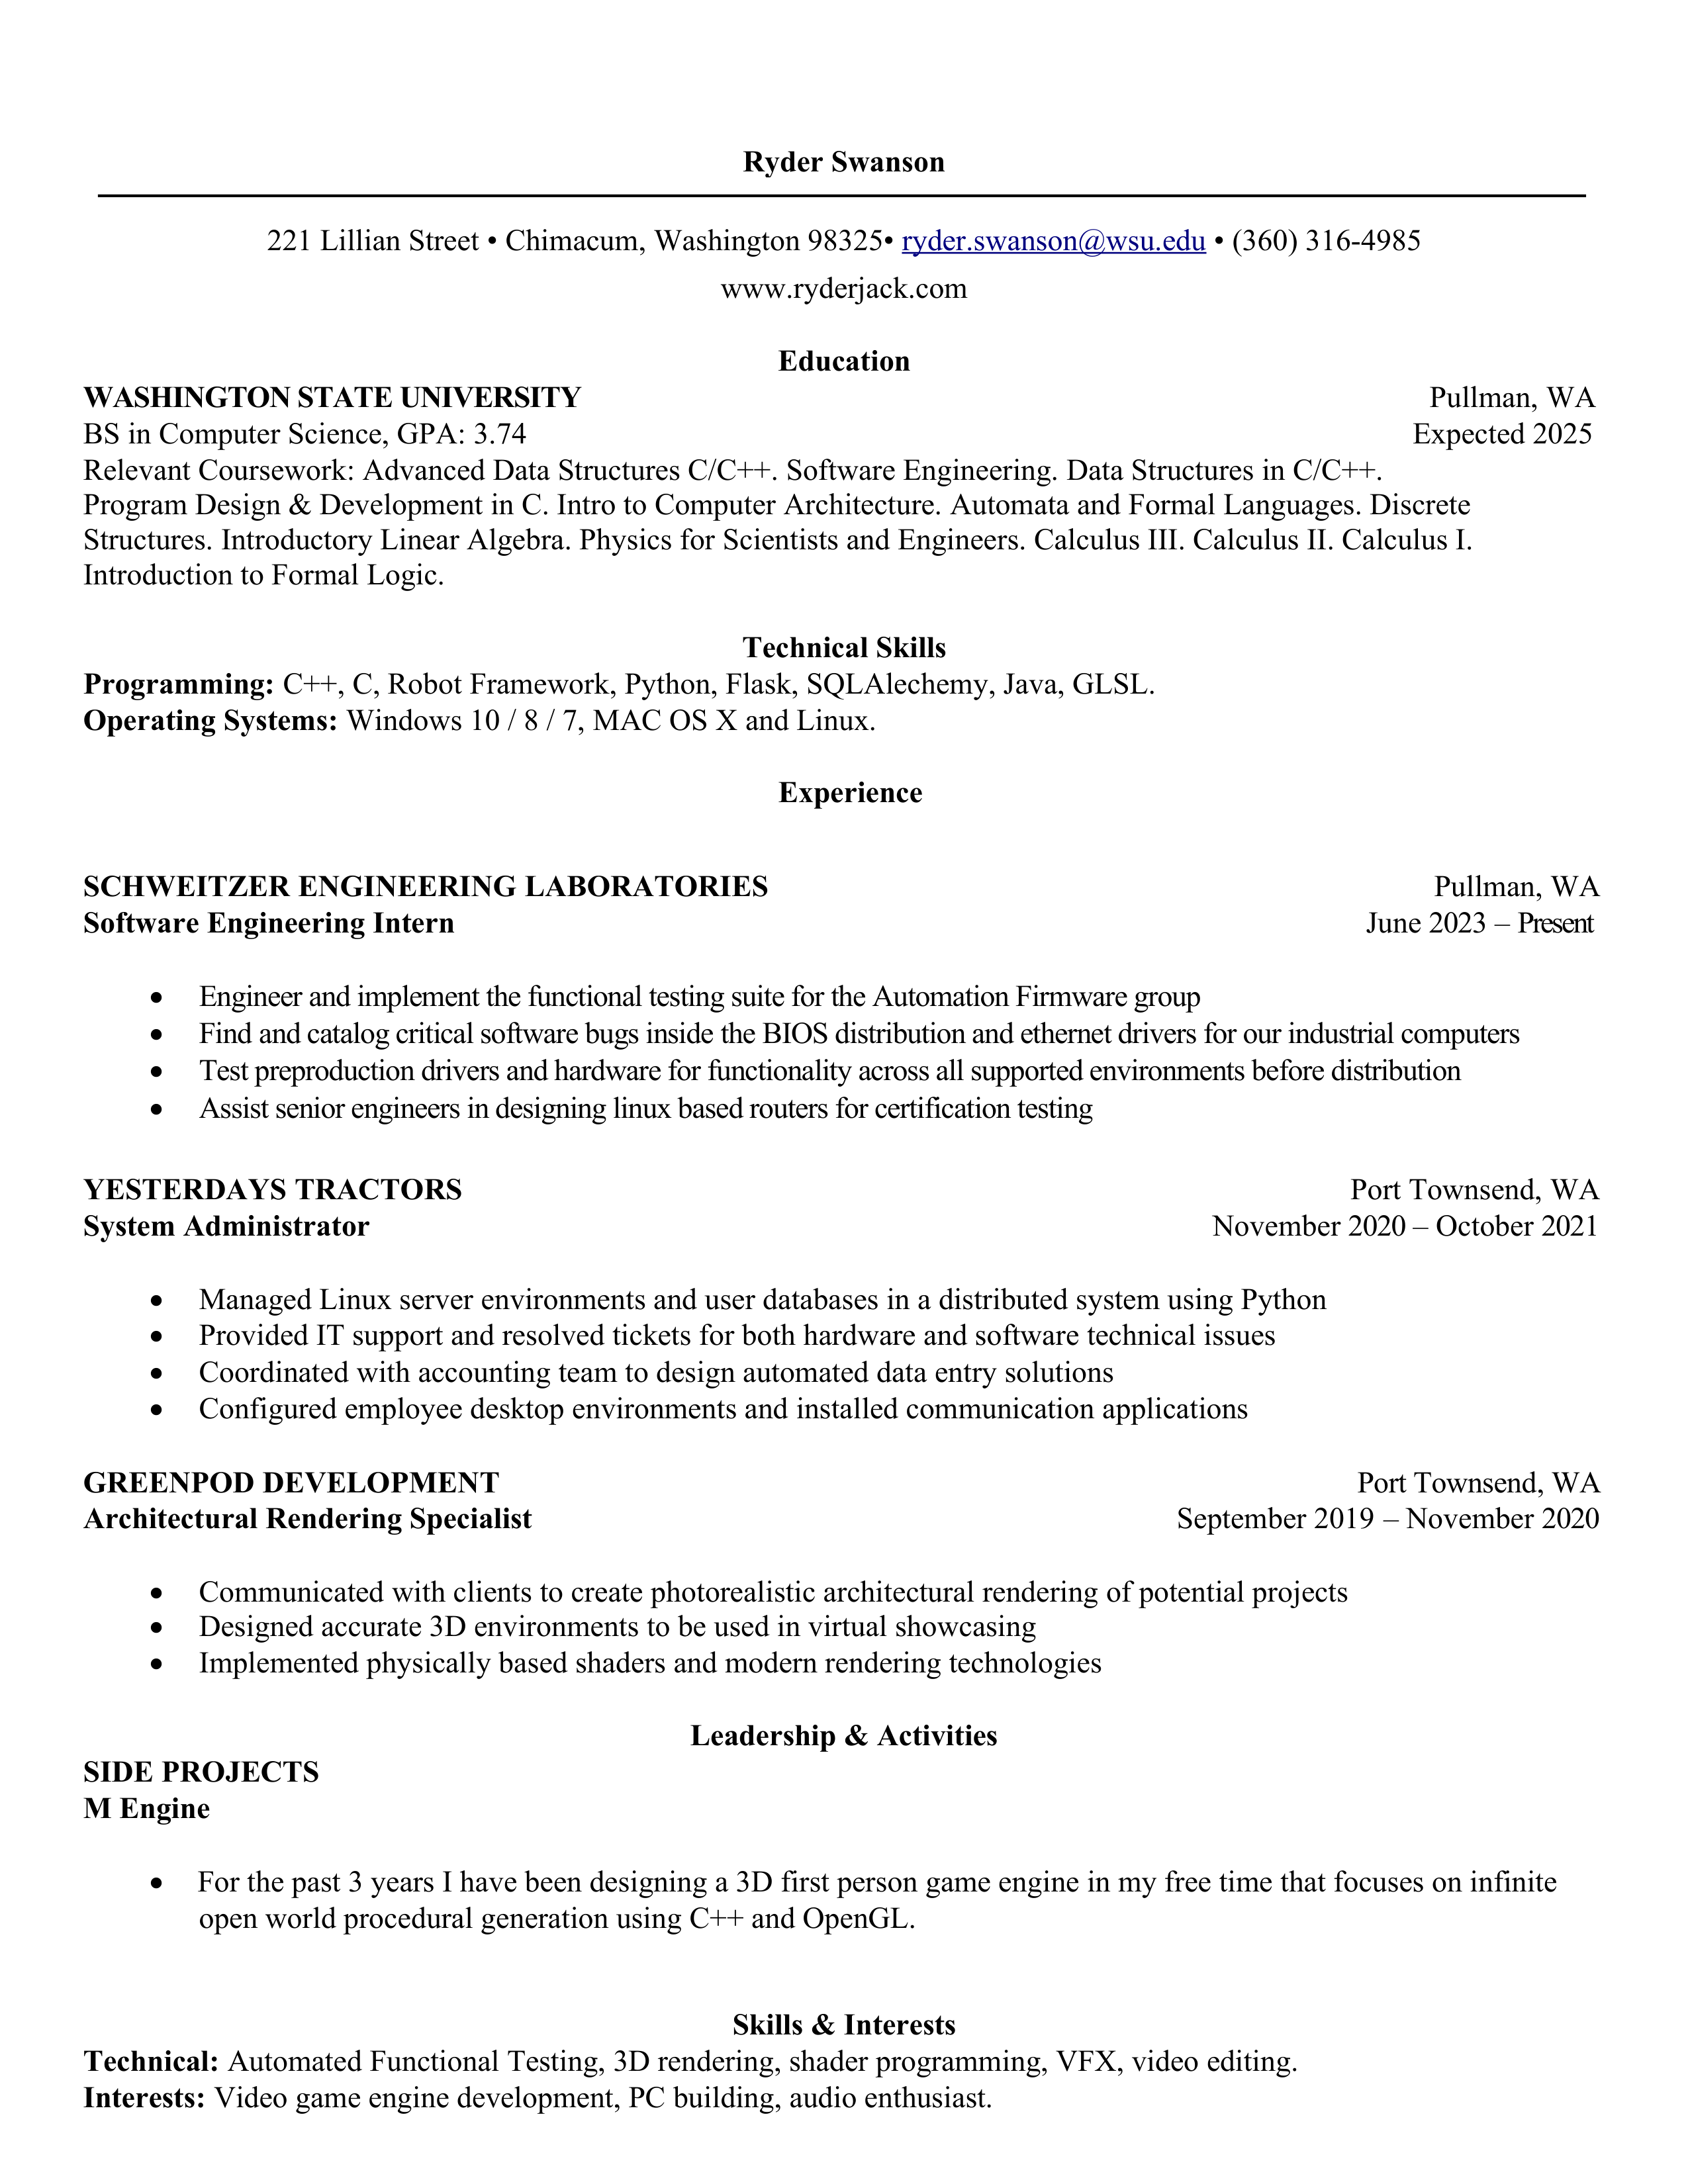 Ryder Swanson
221 Lillian Street • Chimacum, Washington 98325• ryder.swanson@wsu.edu • (360) 316-4985
www.ryderjack.com
Education
WASHINGTON STATE UNIVERSITY Pullman, WA
BS in Computer Science, GPA: 3.74 Expected 2025
Relevant Coursework: Advanced Data Structures C/C++. Software Engineering. Data Structures in C/C++.
Program Design & Development in C. Intro to Computer Architecture. Automata and Formal Languages. Discrete
Structures. Introductory Linear Algebra. Physics for Scientists and Engineers. Calculus III. Calculus II. Calculus I.
Introduction to Formal Logic.
Technical Skills
Programming: C++, C, Robot Framework, Python, Flask, SQLAlechemy, Java, GLSL.
Operating Systems: Windows 10 / 8 / 7, MAC OS X and Linux.
Experience
SCHWEITZER ENGINEERING LABORATORIES Pullman, WA
Software Engineering Intern June 2023 – Present
• Engineer and implement the functional testing suite for the Automation Firmware group
• Find and catalog critical software bugs inside the BIOS distribution and ethernet drivers for our industrial computers
• Test preproduction drivers and hardware for functionality across all supported environments before distribution
• Assist senior engineers in designing linux based routers for certification testing
YESTERDAYS TRACTORS Port Townsend, WA
System Administrator November 2020 – October 2021
• Managed Linux server environments and user databases in a distributed system using Python
• Provided IT support and resolved tickets for both hardware and software technical issues
• Coordinated with accounting team to design automated data entry solutions
• Configured employee desktop environments and installed communication applications
GREENPOD DEVELOPMENT Port Townsend, WA
Architectural Rendering Specialist September 2019 – November 2020
• Communicated with clients to create photorealistic architectural rendering of potential projects
• Designed accurate 3D environments to be used in virtual showcasing
• Implemented physically based shaders and modern rendering technologies
Leadership & Activities
SIDE PROJECTS
M Engine
• For the past 3 years I have been designing a 3D first person game engine in my free time that focuses on infinite
open world procedural generation using C++ and OpenGL.
Skills & Interests
Technical: Automated Functional Testing, 3D rendering, shader programming, VFX, video editing.
Interests: Video game engine development, PC building, audio enthusiast.